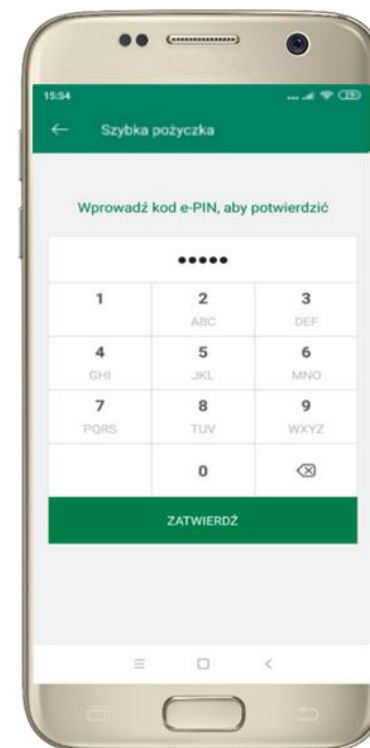 15:54
Szybka pożyczka
Wprowadź kod e-PIN, aby potwierdzić
•••••
1 2 3
ABC DEF
4 5 6
GHI JKL MNO
7 8 9
PQRS TUV WXYZ
0
ZATWIERDŹ